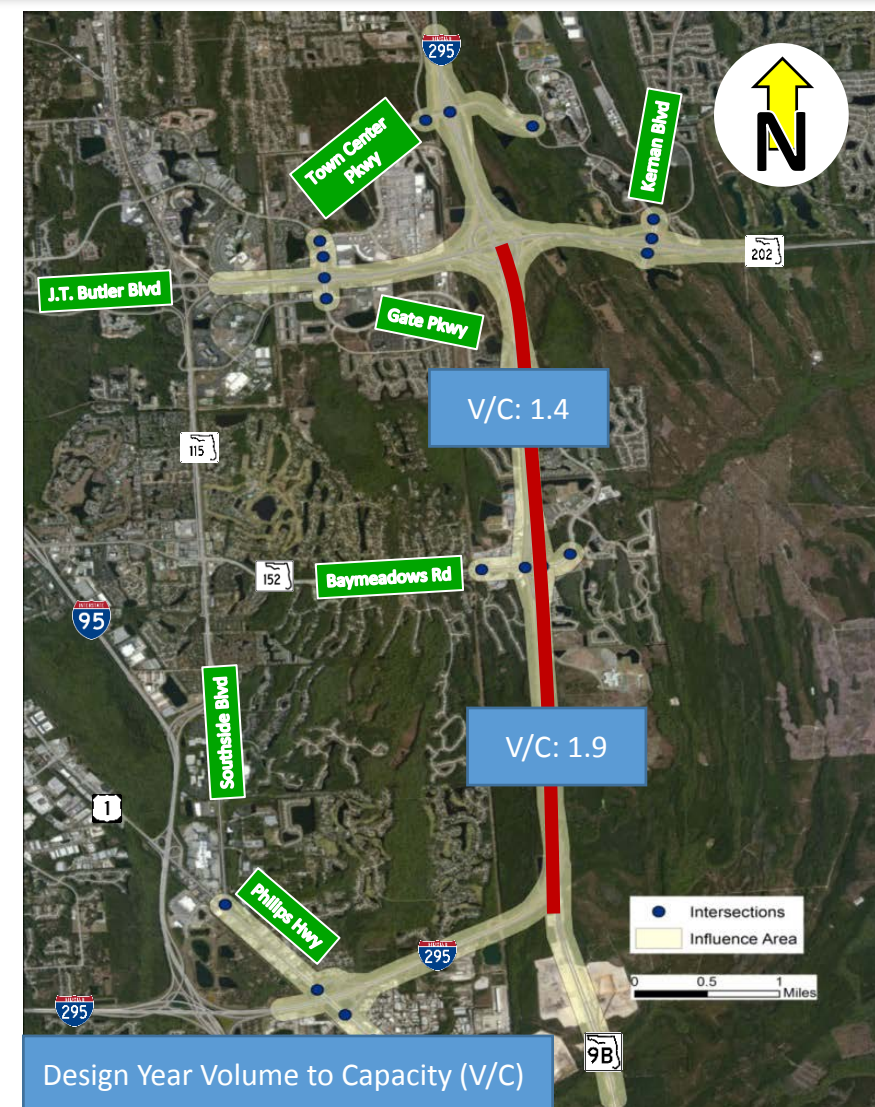 295
N
Town Center
Pkwy
Kernan Blvd
202
J.T. Butler Blvd
Gate Pkwy
V/C: 1.4
115
152
Baymeadows Rd
95
Southside Blvd
V/C: 1.9
1
Philips Hwy
Intersections
Influence Area
0 0.5 1
Miles
295
295
9B
Design Year Volume to Capacity (V/C)